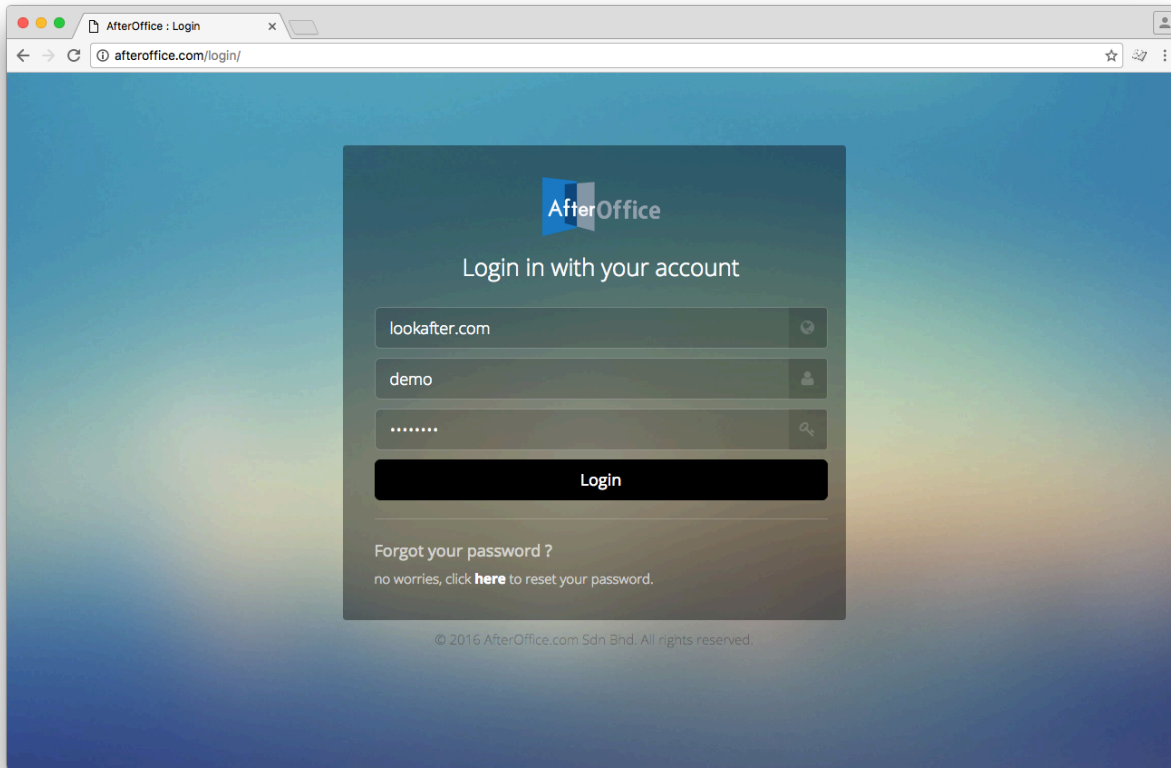 AfterOffice : Login
afteroffice.com/login/
AfterOffice
Login in with your account
lookafter.com
demo
••••••••
Login
Forgot your password ?
no worries, click here to reset your password.
© 2016 AfterOffice.com Sdn Bhd. All rights reserved.